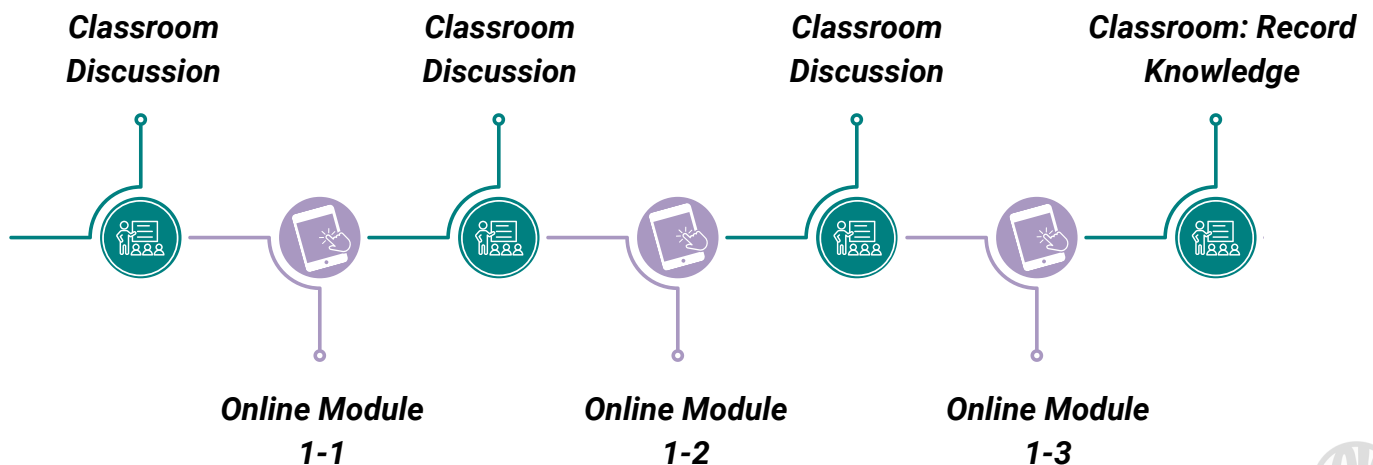 Classroom
Discussion
Classroom
Discussion
Classroom
Discussion
Classroom: Record
Knowledge
Online Module
1-1
Online Module
1-2
Online Module
1-3